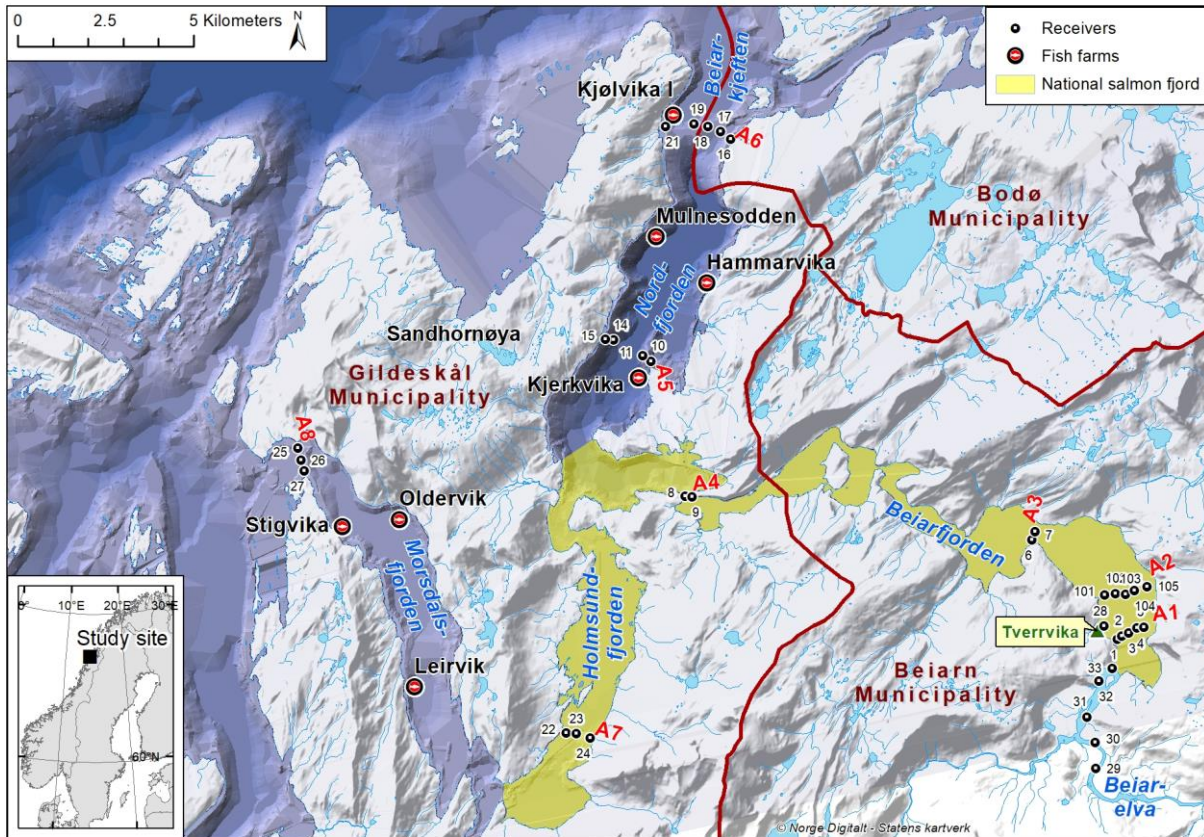 0 5 Kilometers
N
Receivers
Fish farms
National salmon fjord
Beiar-
kjeften
Kjølvika I
19
17
21
18
16
A6
Bodø
Municipality
Mulnesodden
Hammarvika
Nord-
fjorden
Sandhornøya
15
14
11
10
A5
Kjerkvika
Gildeskål
Municipality
A8
25
26
27
Oldervik
Stigvika
Morsdals-
fjorden
Leirvik
8
A4
9
Beiarfjorden
A3
7
6
Holmsund-
fjorden
22
23
A7
24
A2
102
103
105
101
104
28
2
5
A1
Tverrvika
3
4
1
33
32
31
30
29
Beiarn
Municipality
Beiar-
elva
0°
10°E
20°E
30°E
Study site
60°N
© Norge Digitalt - Statens kartverk